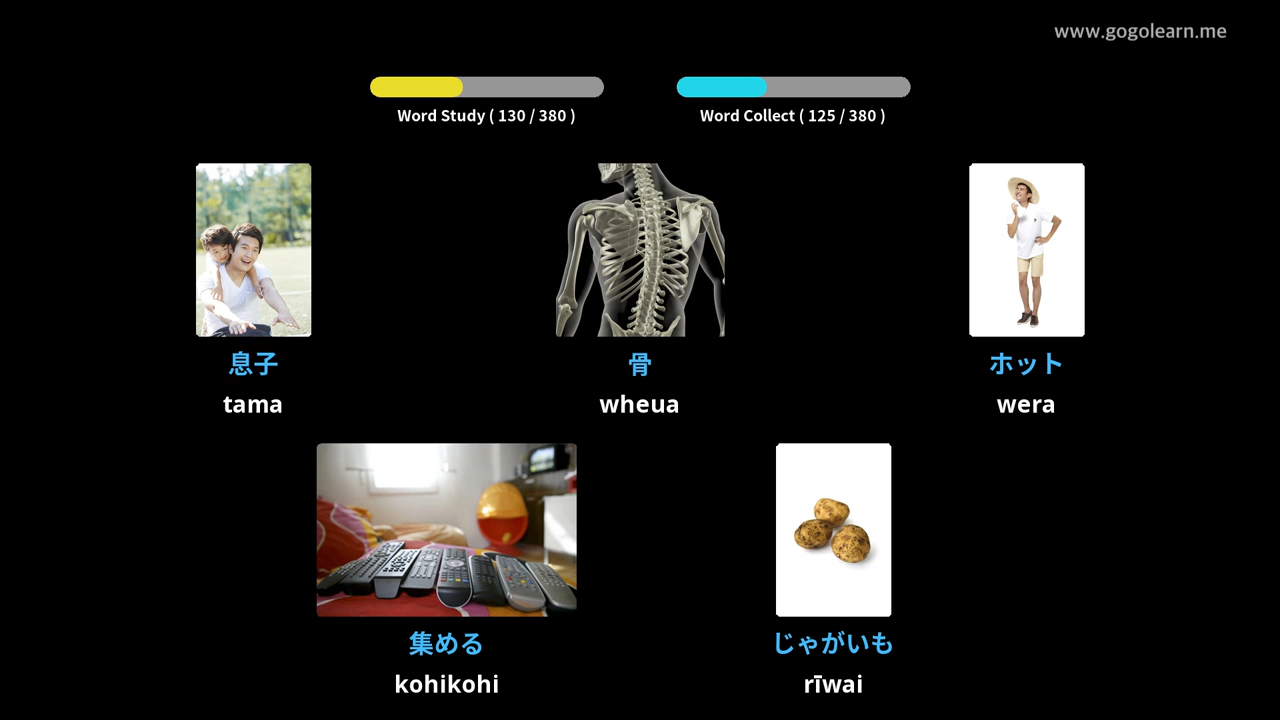 www.gogolearn.me
Word Study ( 130 / 380 )
Word Collect ( 125 / 380 )
息子
tama
骨
wheua
ホット
wera
集める
kohikohi
じゃがいも
rīwai